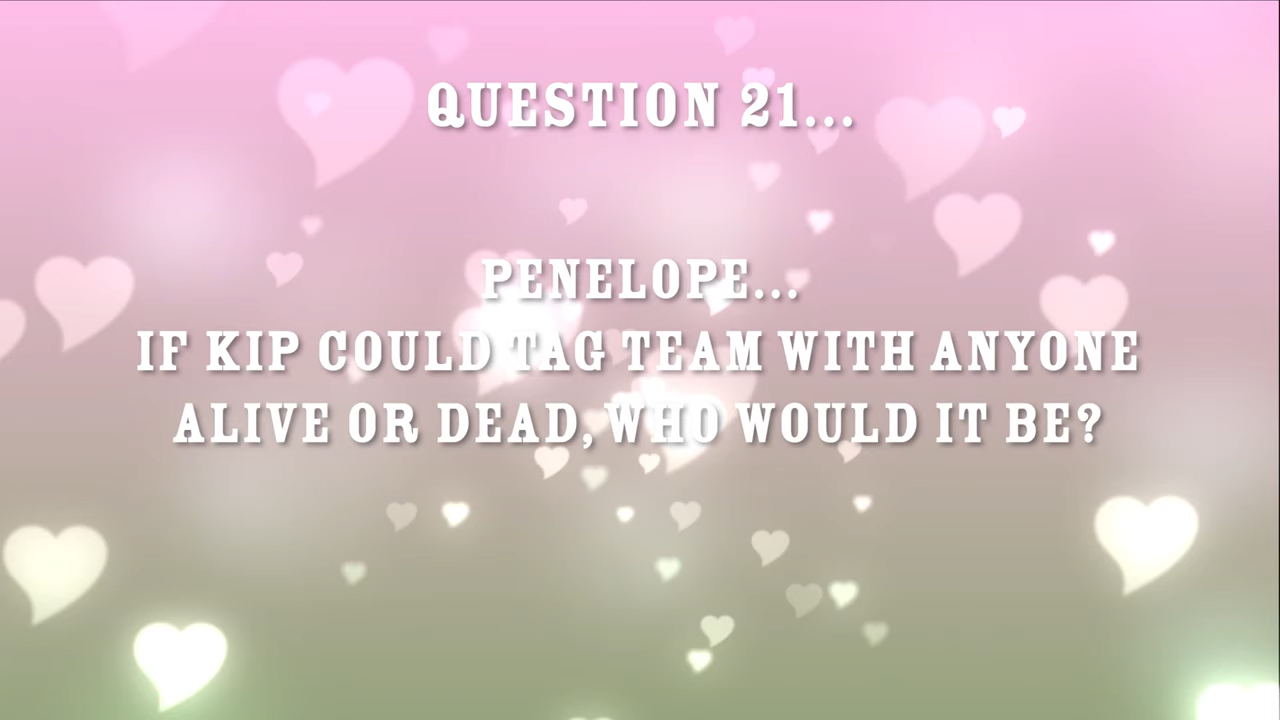 QUESTION 21...
PENELOPE...
IF KIP COULD TAG TEAM WITH ANYONE
ALIVE OR DEAD, WHO WOULD IT BE?